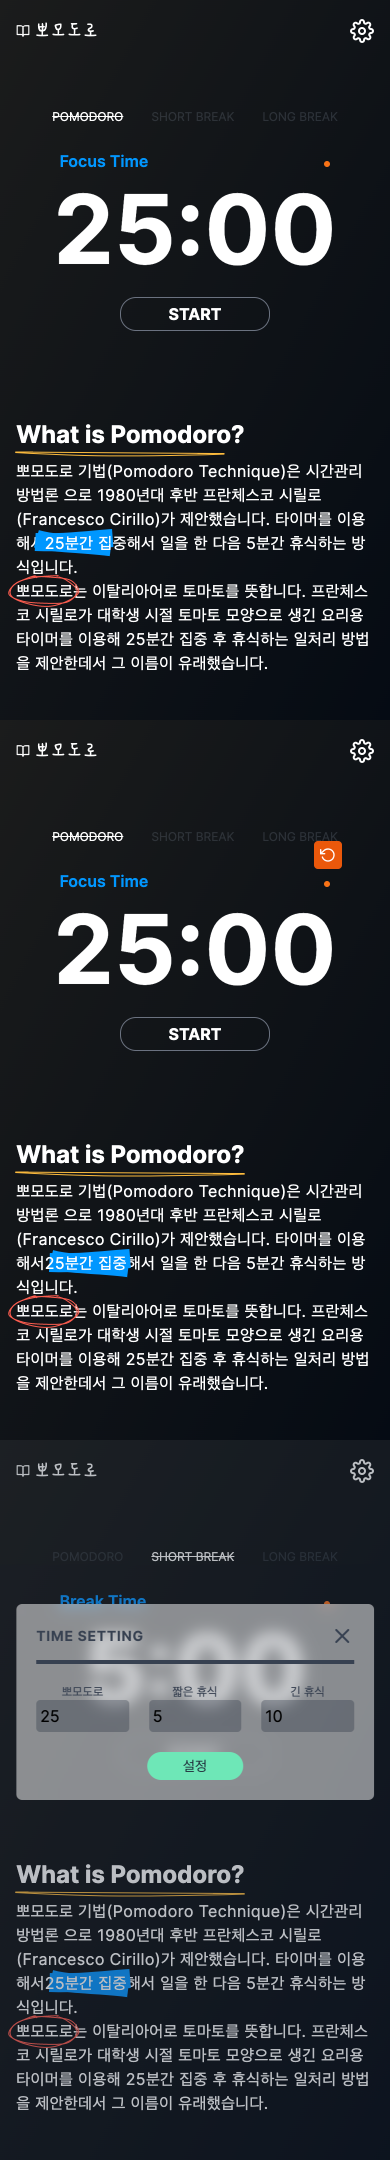 뽀모도로
POMODORO SHORT BREAK LONG BREAK
Focus Time
25:00
START
What is Pomodoro?
뽀모도로 기법(Pomodoro Technique)은 시간관리
방법론 으로 1980년대 후반 프란체스코 시릴로
(Francesco Cirillo)가 제안했습니다. 타이머를 이용
해서 25분간 집중해서 일을 한 다음 5분간 휴식하는 방
식입니다.
뽀모도로는 이탈리아어로 토마토를 뜻합니다. 프란체스
코 시릴로가 대학생 시절 토마토 모양으로 생긴 요리용
타이머를 이용해 25분간 집중 후 휴식하는 일처리 방법
을 제안한데서 그 이름이 유래했습니다.
뽀모도로
POMODORO SHORT BREAK LONG BREAK
Focus Time
25:00
START
What is Pomodoro?
뽀모도로 기법(Pomodoro Technique)은 시간관리
방법론 으로 1980년대 후반 프란체스코 시릴로
(Francesco Cirillo)가 제안했습니다. 타이머를 이용
해서25분간 집중해서 일을 한 다음 5분간 휴식하는 방
식입니다.
뽀모도로는 이탈리아어로 토마토를 뜻합니다. 프란체스
코 시릴로가 대학생 시절 토마토 모양으로 생긴 요리용
타이머를 이용해 25분간 집중 후 휴식하는 일처리 방법
을 제안한데서 그 이름이 유래했습니다.
뽀모도로
POMODORO SHORT BREAK LONG BREAK
Break Time
5:00
TIME SETTING
뽀모도로 짧은 휴식 긴 휴식
25 5 10
설정
What is Pomodoro?
뽀모도로 기법(Pomodoro Technique)은 시간관리
방법론 으로 1980년대 후반 프란체스코 시릴로
(Francesco Cirillo)가 제안했습니다. 타이머를 이용
해서25분간 집중해서 일을 한 다음 5분간 휴식하는 방
식입니다.
뽀모도로는 이탈리아어로 토마토를 뜻합니다. 프란체스
코 시릴로가 대학생 시절 토마토 모양으로 생긴 요리용
타이머를 이용해 25분간 집중 후 휴식하는 일처리 방법
을 제안한데서 그 이름이 유래했습니다.